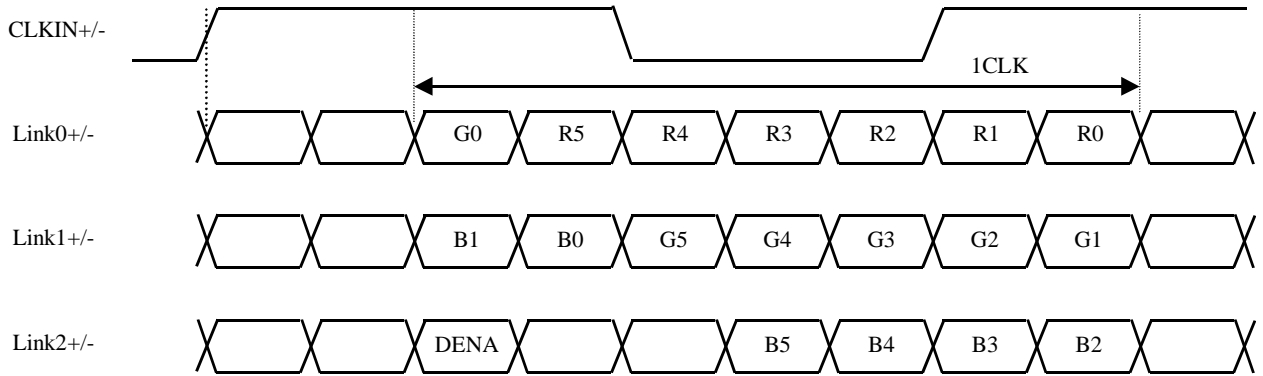 CLKIN+/-
1CLK
Link0+/- G0 R5 R4 R3 R2 R1 R0
Link1+/- B1 B0 G5 G4 G3 G2 G1
Link2+/- DENA B5 B4 B3 B2